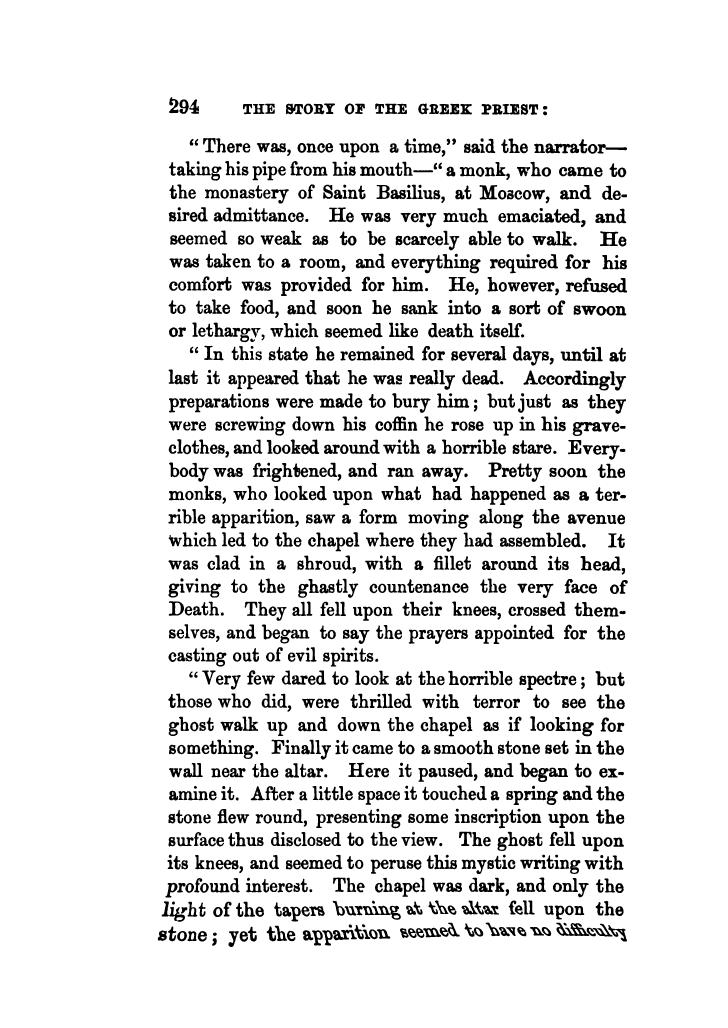 294 THE STORY OF THE GREEK PRIEST:
“ There was, once upon a time,” said the narrator—
taking his pipe from his mouth—“ a monk, who came to
the monastery of Saint Basilius, at Moscow, and de-
sired admittance. He was very much emaciated, and
seemed so weak as to be scarcely able to walk. He
was taken to a room, and everything required for his
comfort was provided for him. He, however, refused
to take food, and soon he sank into a sort of swoon
or lethargy, which seemed like death itself.
“ In this state he remained for several days, until at
last it appeared that he was really dead. Accordingly
preparations were made to bury him ; but just as they
were screwing down his coffin he rose up in his grave-
clothes, and looked around with a horrible stare. Every-
body was frightened, and ran away. Pretty soon the
monks, who looked upon what had happened as a ter-
rible apparition, saw a form moving along the avenue
which led to the chapel where they had assembled. It
was clad in a shroud, with a fillet around its head,
giving to the ghastly countenance the very face of
Death. They all fell upon their knees, crossed them-
selves, and began to say the prayers appointed for the
casting out of evil spirits.
“ Very few dared to look at the horrible spectre ; but
those who did, were thrilled with terror to see the
ghost walk up and down the chapel as if looking for
something. Finally it came to a smooth stone set in the
wall near the altar. Here it paused, and began to ex-
amine it. After a little space it touched a spring and the
stone flew round, presenting some inscription upon the
surface thus disclosed to the view. The ghost fell upon
its knees, and seemed to peruse this mystic writing with
profound interest. The chapel was dark, and only the
light of the tapers burning at the altar fell upon the
stone ; yet the apparition seemed to have no difficulty